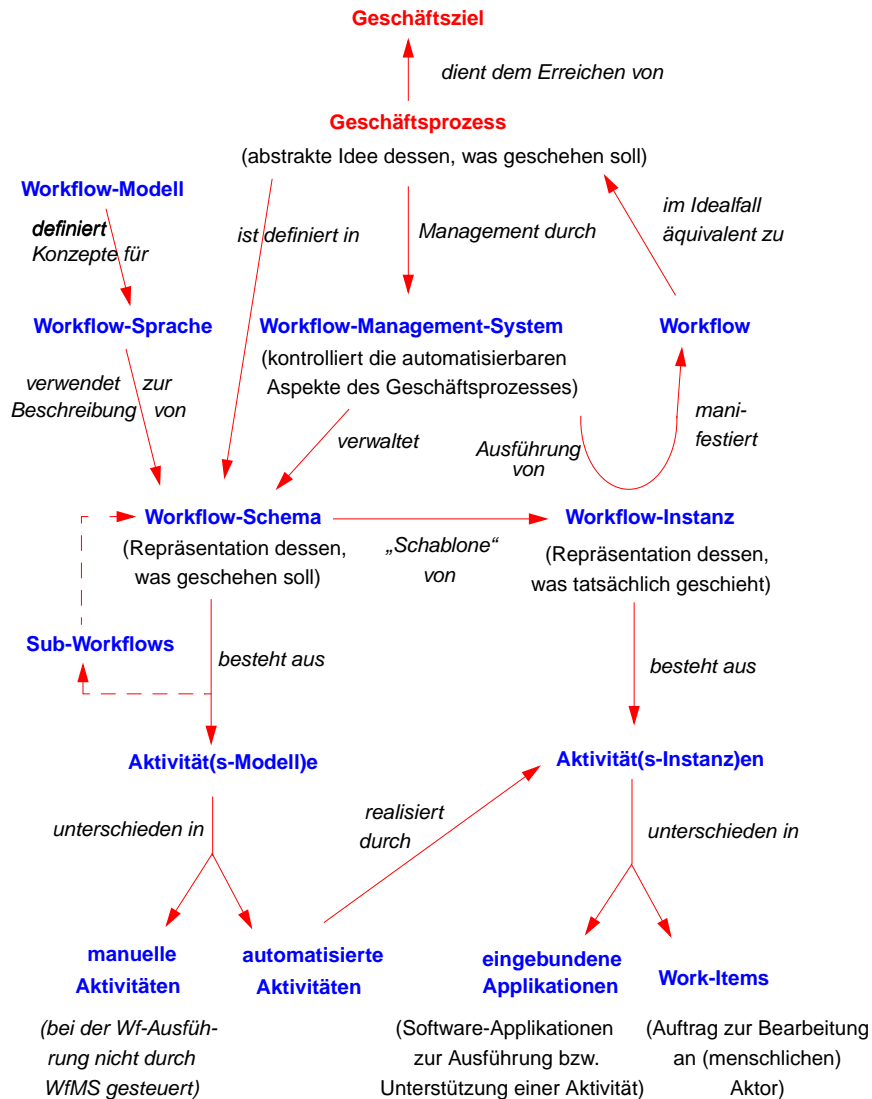 Geschäftsziel
dient dem Erreichen von
Geschäftsprozess
(abstrakte Idee dessen, was geschehen soll)
Workflow-Modell
definiert
Konzepte für
ist definiert in
Management durch
im Idealfall
äquivalent zu
Workflow-Sprache
Workflow-Management-System
(kontrolliert die automatisierbaren
Aspekte des Geschäftsprozesses)
Workflow
verwendet zur
Beschreibung von
verwaltet
Ausführung
von
mani-
festiert
Workflow-Schema
(Repräsentation dessen,
was geschehen soll)
„Schablone“
von
Workflow-Instanz
(Repräsentation dessen,
was tatsächlich geschieht)
Sub-Workflows
besteht aus
besteht aus
Aktivität(s-Modell)e
Aktivität(s-Instanz)en
unterschieden in
realisiert
durch
unterschieden in
manuelle
Aktivitäten
(bei der Wf-Ausfüh-
rung nicht durch
WfMS gesteuert)
automatisierte
Aktivitäten
eingebundene
Applikationen
(Software-Applikationen
zur Ausführung bzw.
Unterstützung einer Aktivität)
Work-Items
(Auftrag zur Bearbeitung
an (menschlichen)
Aktor)